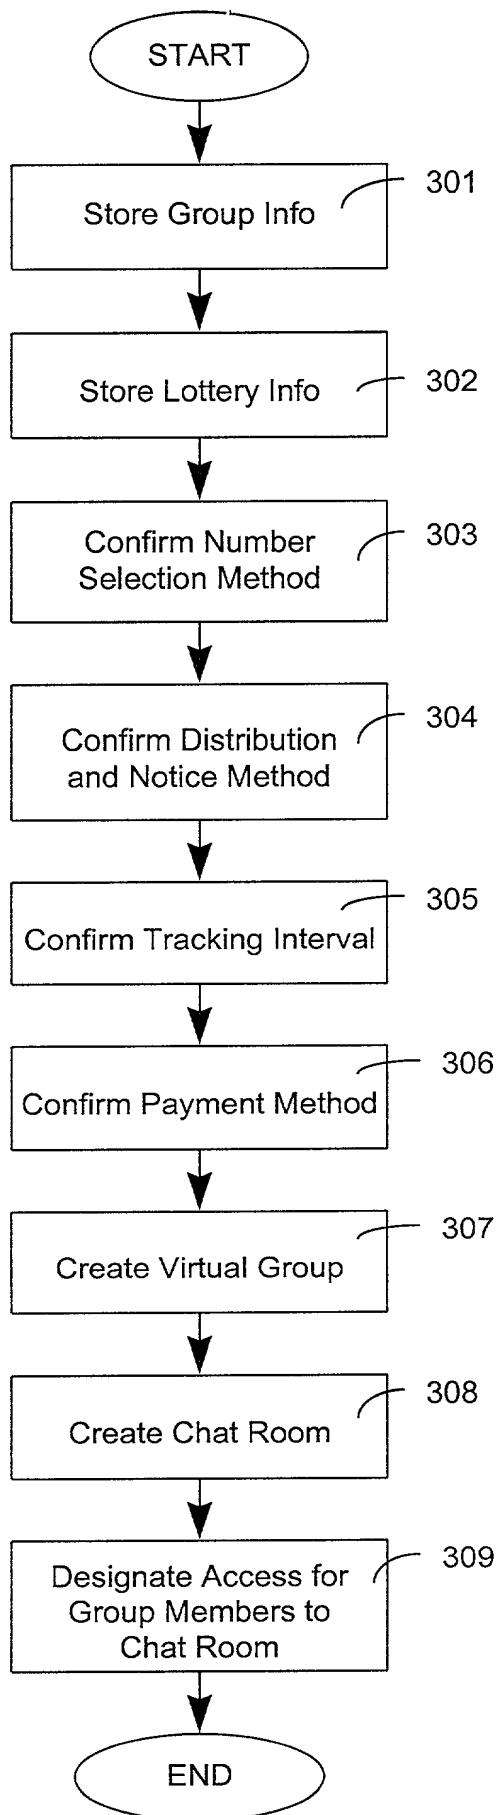 START
301
Store Group Info
302
Store Lottery Info
303
Confirm Number
Selection Method
304
Confirm Distribution
and Notice Method
305
Confirm Tracking Interval
306
Confirm Payment Method
307
Create Virtual Group
308
Create Chat Room
309
Designate Access for
Group Members to
Chat Room
END